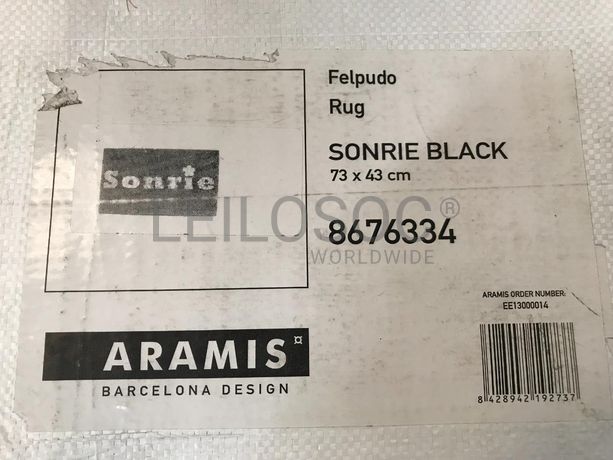 Felpudo
Rug
Sonrie
SONRIE BLACK
73 x 43 cm
LEILOSOC®
WORLDWIDE
8676334
ARAMIS ORDER NUMBER:
EE13000014
ARAMIS ¤
BARCELONA DESIGN
8 428942 192737